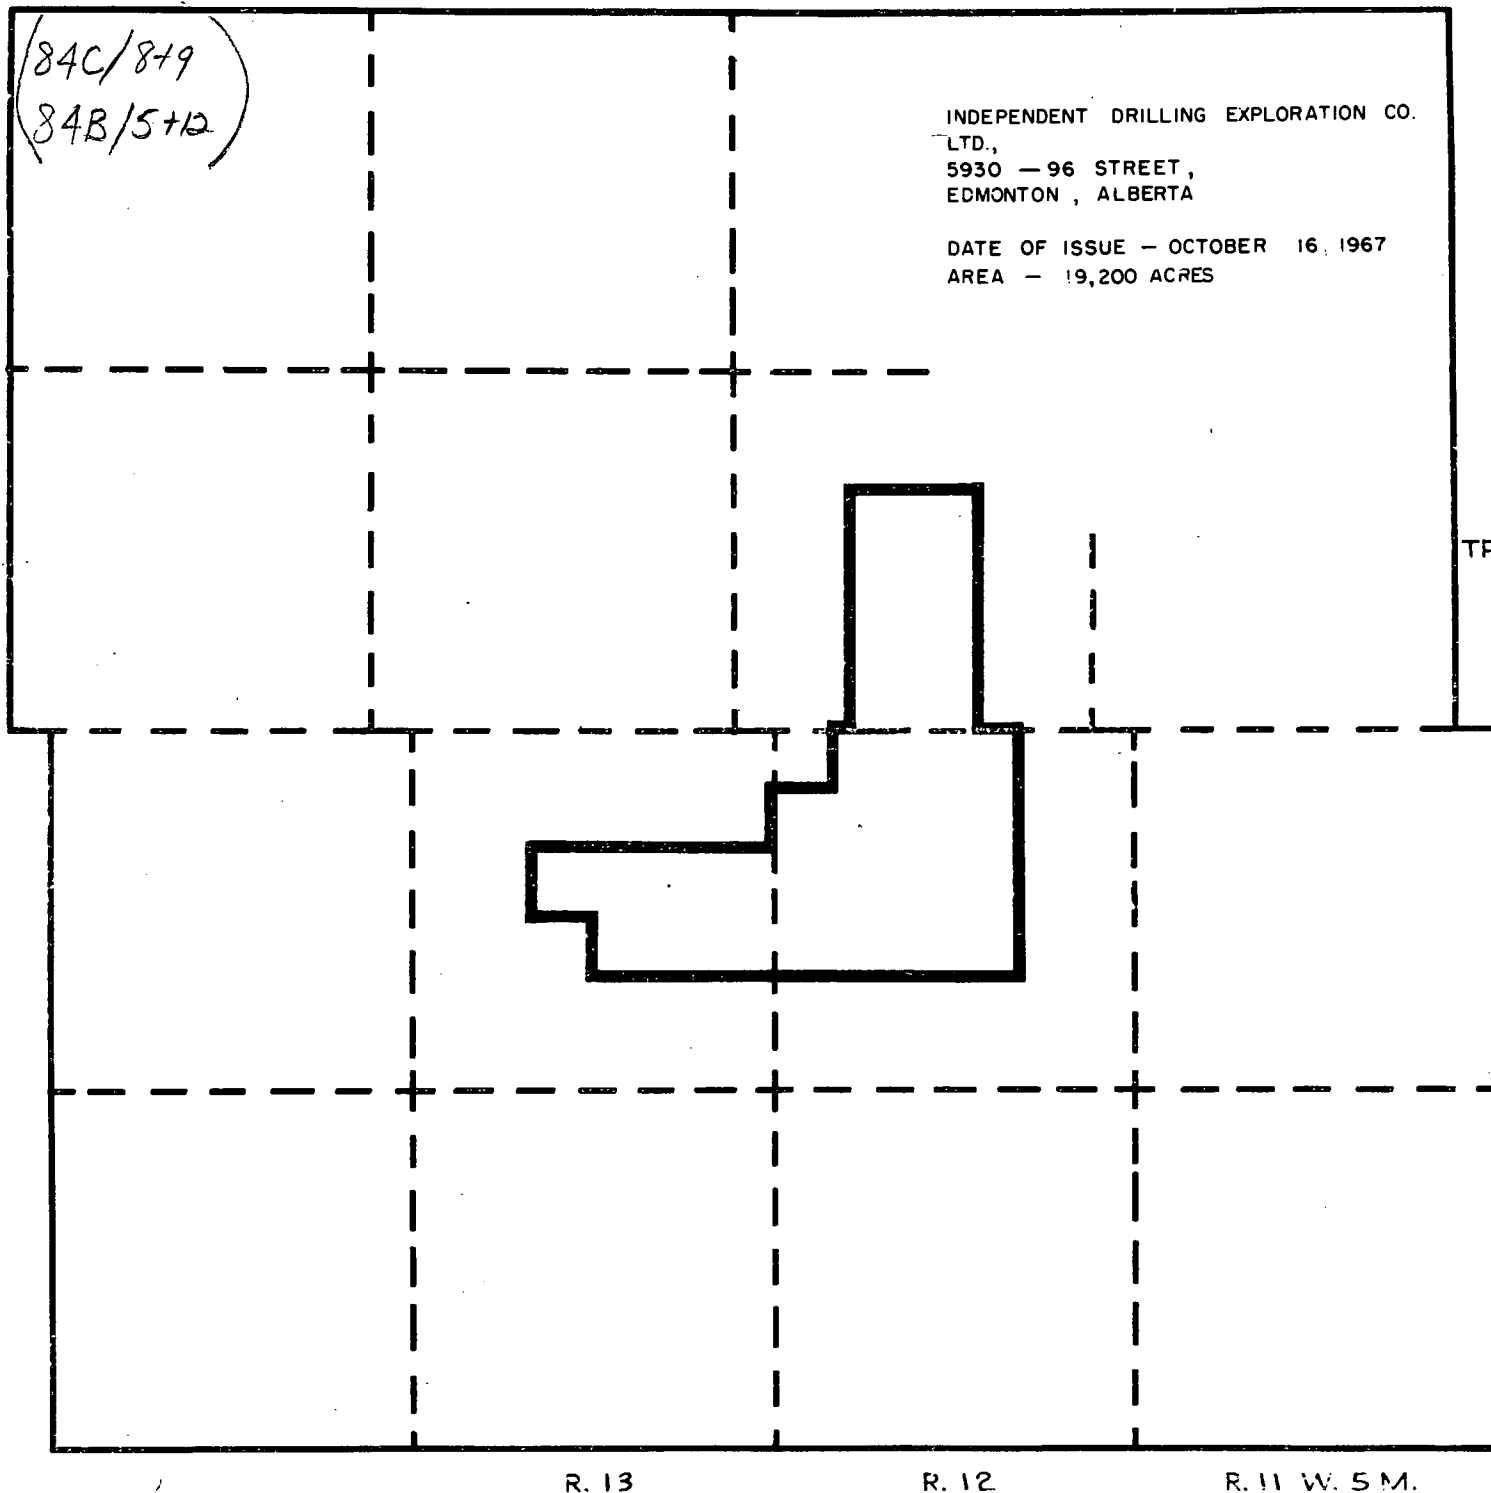 (84C/8+9
84B/5+12)
INDEPENDENT DRILLING EXPLORATION CO.
LTD.,
5930 — 96 STREET,
EDMONTON , ALBERTA
DATE OF ISSUE — OCTOBER 16, 1967
AREA — 19,200 ACRES
R. 13 R. 12 R. 11 W. 5 M.